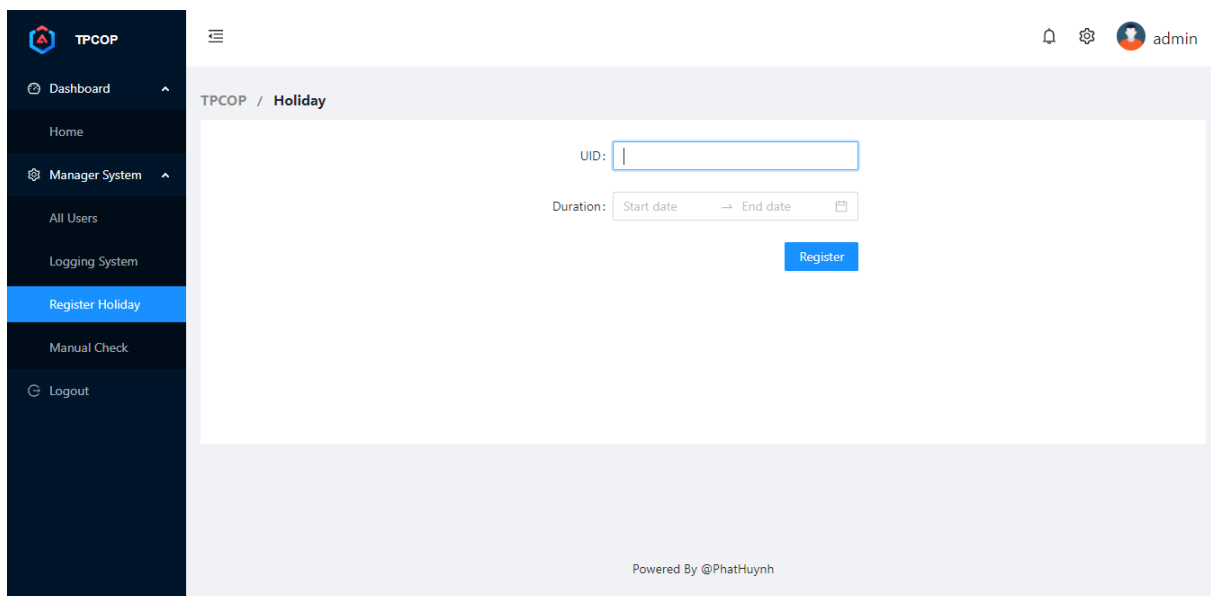 TPCOP
admin
Dashboard
Home
Manager System
All Users
Logging System
Register Holiday
Manual Check
Logout
TPCOP / Holiday
UID:
Duration: Start date → End date
Register
Powered By @PhatHuynh